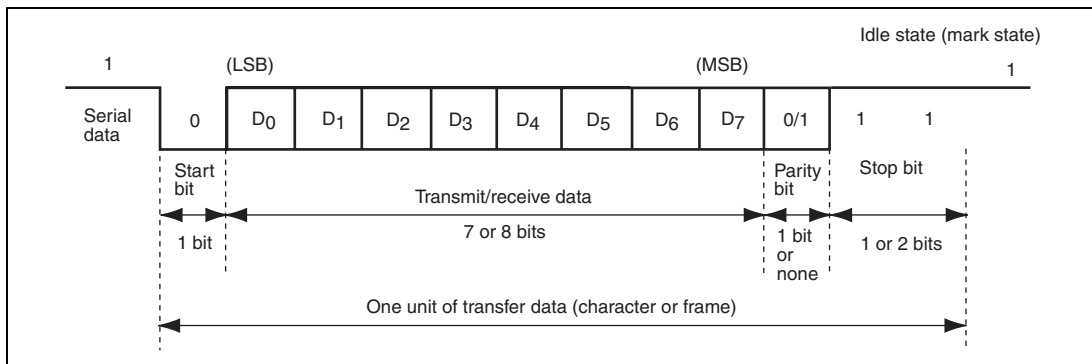 Idle state (mark state)
1 (LSB) (MSB) 1
Serial data
0 D0 D1 D2 D3 D4 D5 D6 D7 0/1 1 1
Start bit
Transmit/receive data
Parity bit
Stop bit
1 bit
7 or 8 bits
1 bit or none
1 or 2 bits
One unit of transfer data (character or frame)